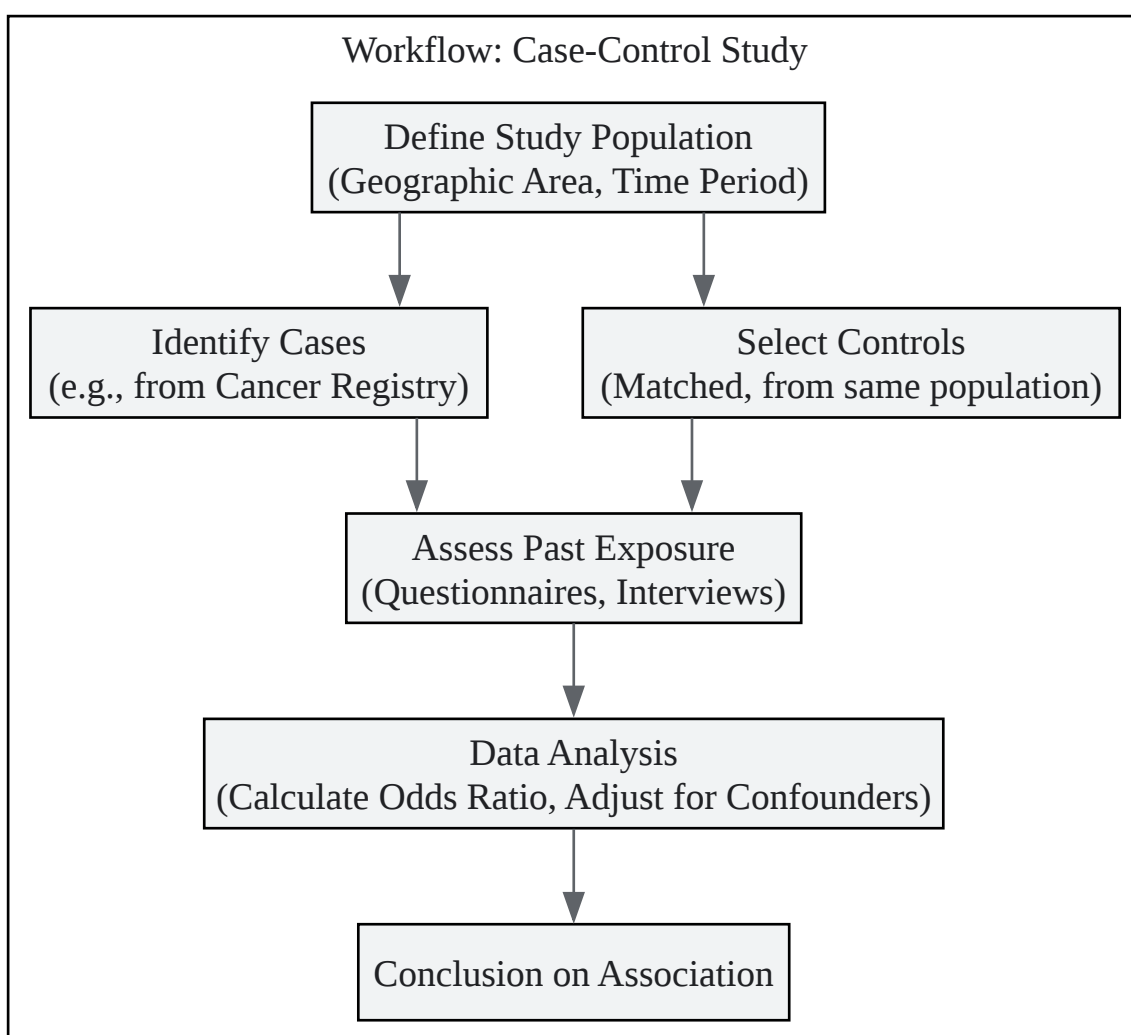 Workflow: Case-Control Study
Define Study Population
(Geographic Area, Time Period)
Identify Cases
(e.g., from Cancer Registry)
Select Controls
(Matched, from same population)
Assess Past Exposure
(Questionnaires, Interviews)
Data Analysis
(Calculate Odds Ratio, Adjust for Confounders)
Conclusion on Association